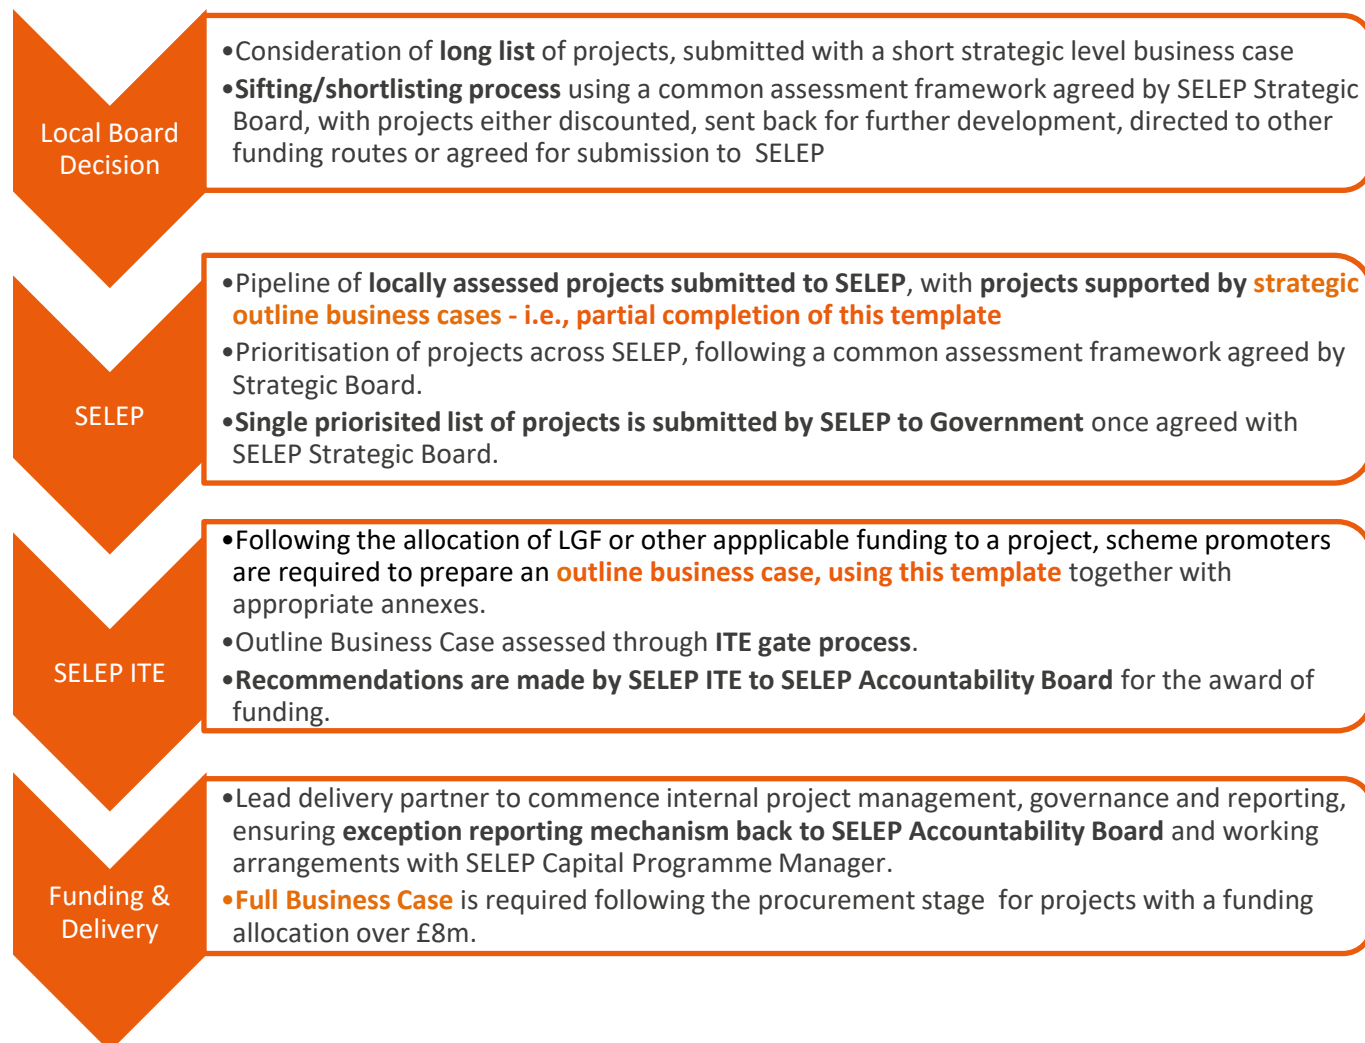 Local Board
Decision
•Consideration of long list of projects, submitted with a short strategic level business case
•Sifting/shortlisting process using a common assessment framework agreed by SELEP Strategic
Board, with projects either discounted, sent back for further development, directed to other
funding routes or agreed for submission to SELEP
SELEP
•Pipeline of locally assessed projects submitted to SELEP, with projects supported by strategic
outline business cases - i.e., partial completion of this template
•Prioritisation of projects across SELEP, following a common assessment framework agreed by
Strategic Board.
•Single priorisited list of projects is submitted by SELEP to Government once agreed with
SELEP Strategic Board.
SELEP ITE
•Following the allocation of LGF or other appplicable funding to a project, scheme promoters
are required to prepare an outline business case, using this template together with
appropriate annexes.
•Outline Business Case assessed through ITE gate process.
•Recommendations are made by SELEP ITE to SELEP Accountability Board for the award of
funding.
Funding &
Delivery
•Lead delivery partner to commence internal project management, governance and reporting,
ensuring exception reporting mechanism back to SELEP Accountability Board and working
arrangements with SELEP Capital Programme Manager.
•Full Business Case is required following the procurement stage for projects with a funding
allocation over £8m.